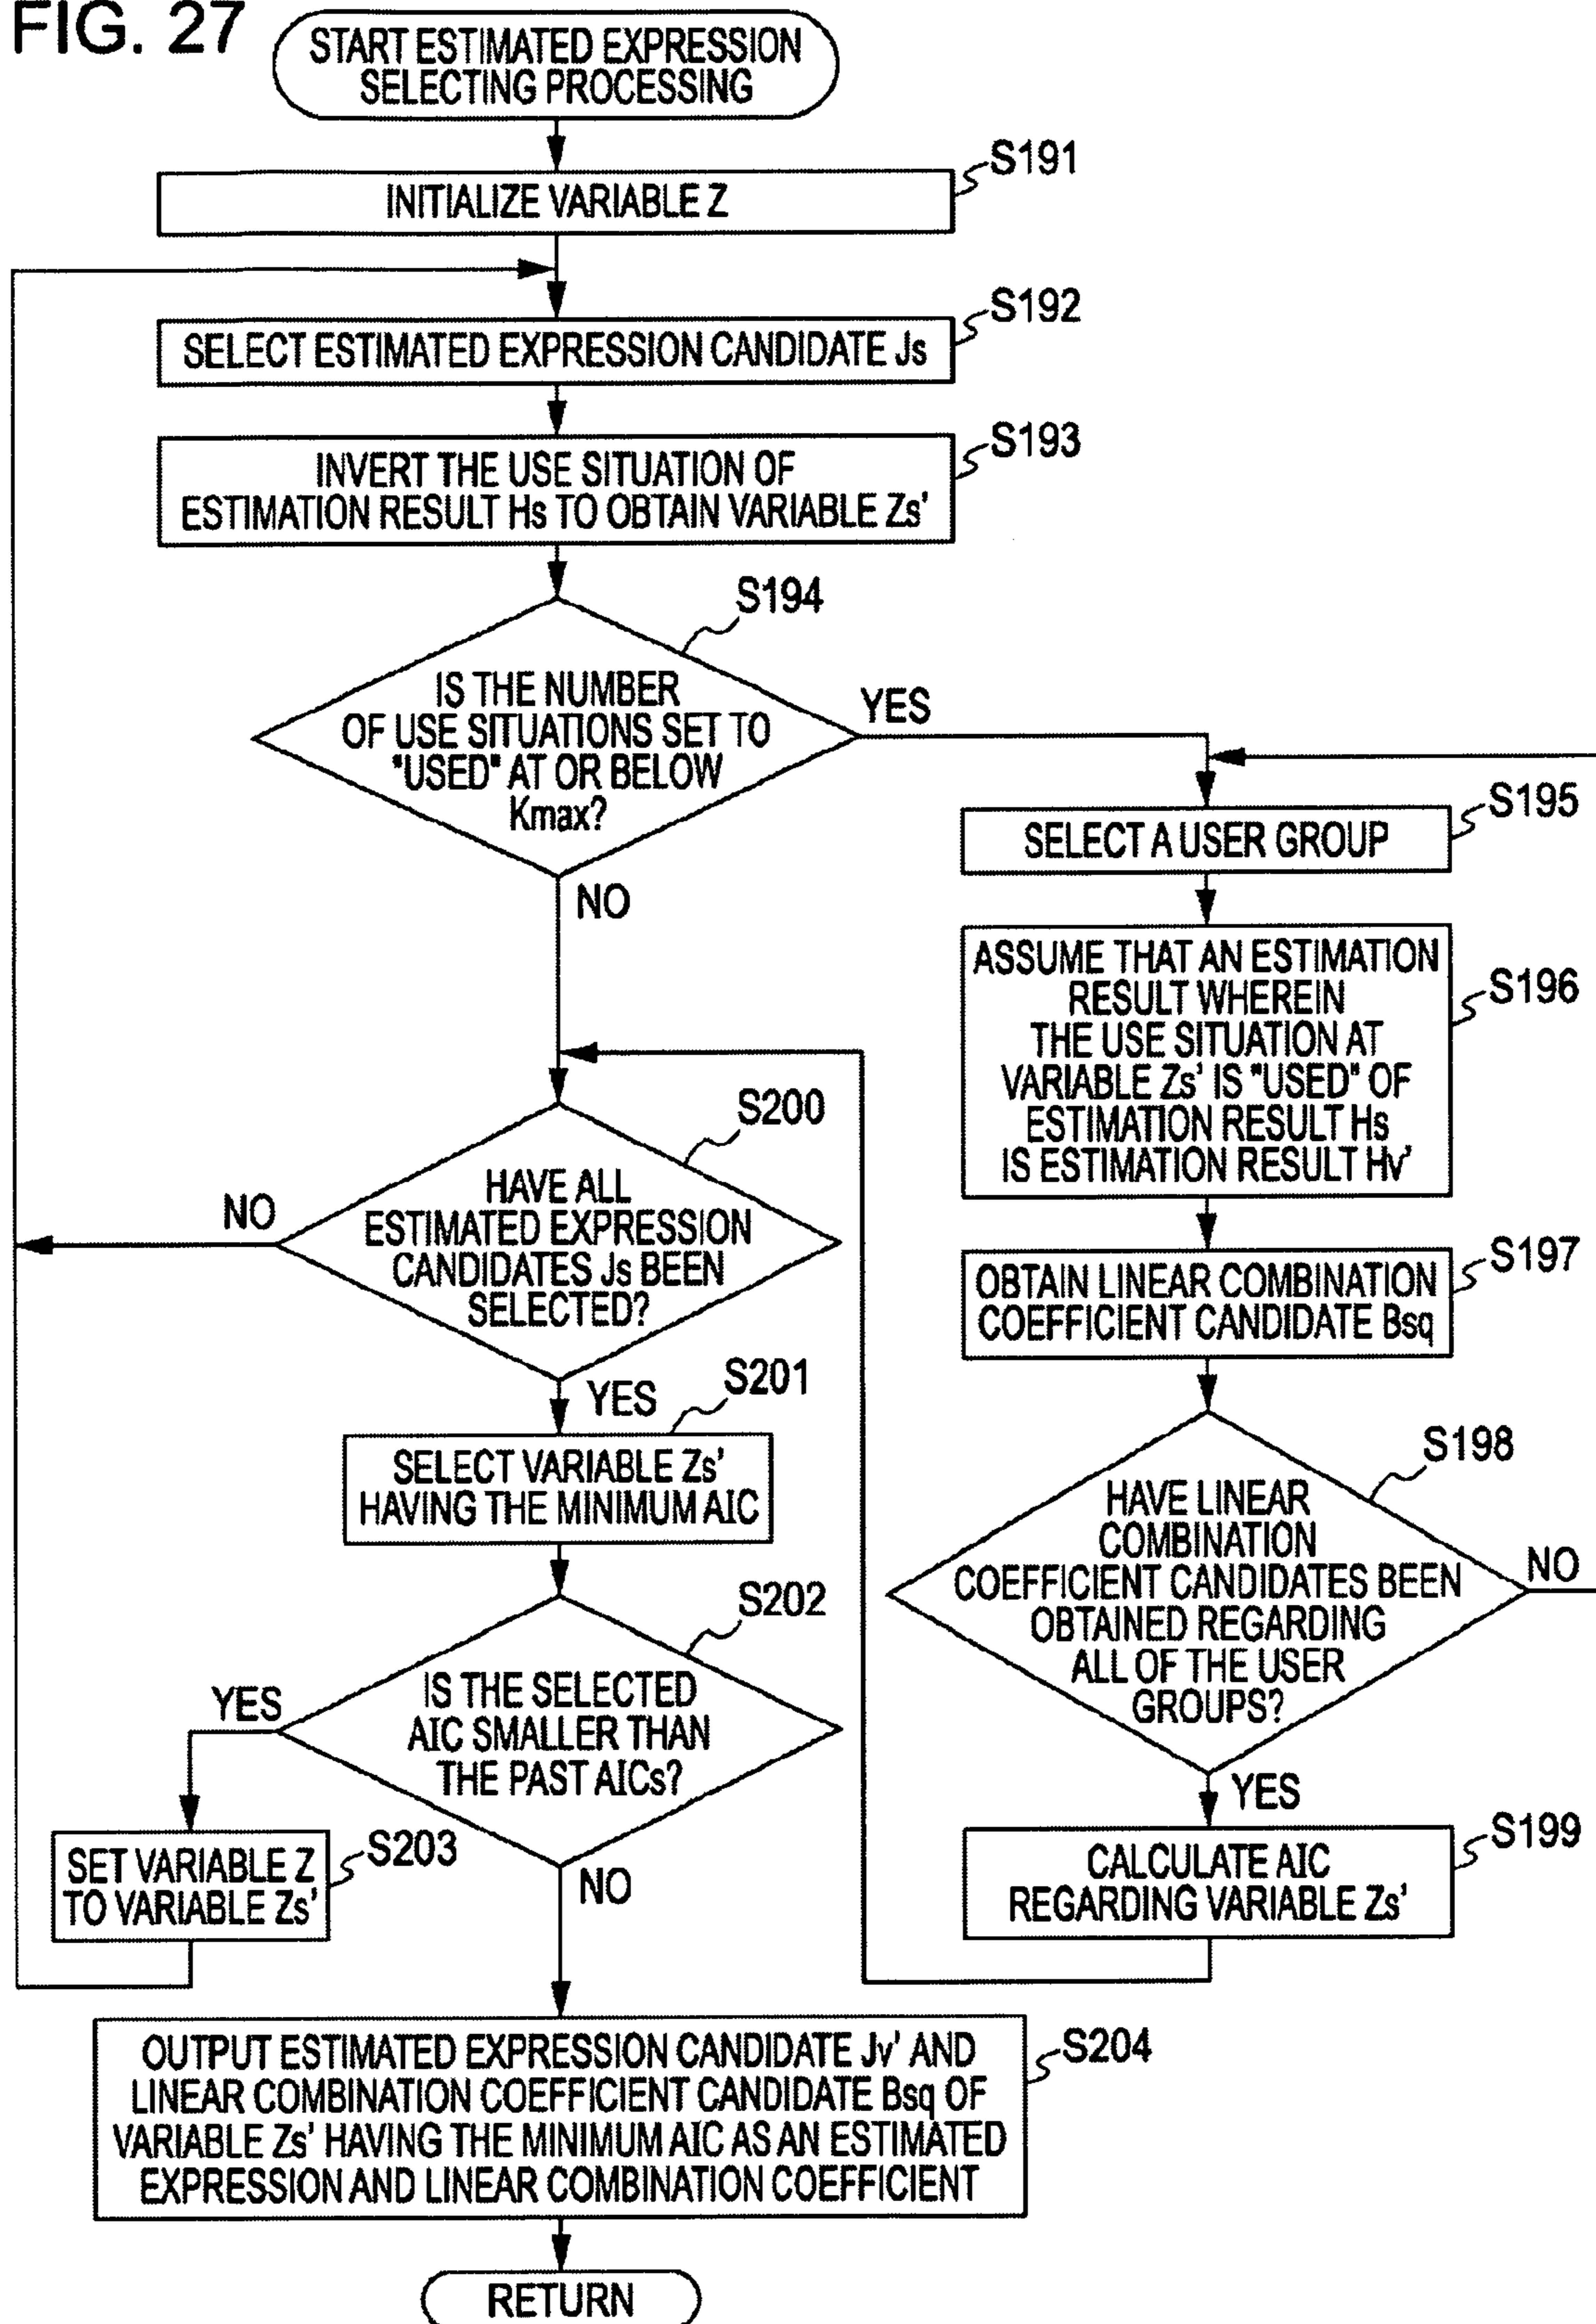 FIG. 27
START ESTIMATED EXPRESSION
SELECTING PROCESSING
S191
INITIALIZE VARIABLE Z
S192
SELECT ESTIMATED EXPRESSION CANDIDATE Js
S193
INVERT THE USE SITUATION OF
ESTIMATION RESULT Hs TO OBTAIN VARIABLE Zs'
S194
IS THE NUMBER
OF USE SITUATIONS SET TO
"USED" AT OR BELOW
Kmax?
YES
NO
S195
SELECT A USER GROUP
S196
ASSUME THAT AN ESTIMATION
RESULT WHEREIN
THE USE SITUATION AT
VARIABLE Zs' IS "USED" OF
ESTIMATION RESULT Hs
IS ESTIMATION RESULT Hv'
S197
OBTAIN LINEAR COMBINATION
COEFFICIENT CANDIDATE Bsq
S198
HAVE LINEAR
COMBINATION
COEFFICIENT CANDIDATES BEEN
OBTAINED REGARDING
ALL OF THE USER
GROUPS?
NO
YES
S199
CALCULATE AIC
REGARDING VARIABLE Zs'
S200
HAVE ALL
ESTIMATED EXPRESSION
CANDIDATES Js BEEN
SELECTED?
NO
YES
S201
SELECT VARIABLE Zs'
HAVING THE MINIMUM AIC
S202
IS THE SELECTED
AIC SMALLER THAN
THE PAST AICs?
YES
NO
S203
SET VARIABLE Z
TO VARIABLE Zs'
S204
OUTPUT ESTIMATED EXPRESSION CANDIDATE Jv' AND
LINEAR COMBINATION COEFFICIENT CANDIDATE Bsq OF
VARIABLE Zs' HAVING THE MINIMUM AIC AS AN ESTIMATED
EXPRESSION AND LINEAR COMBINATION COEFFICIENT
RETURN